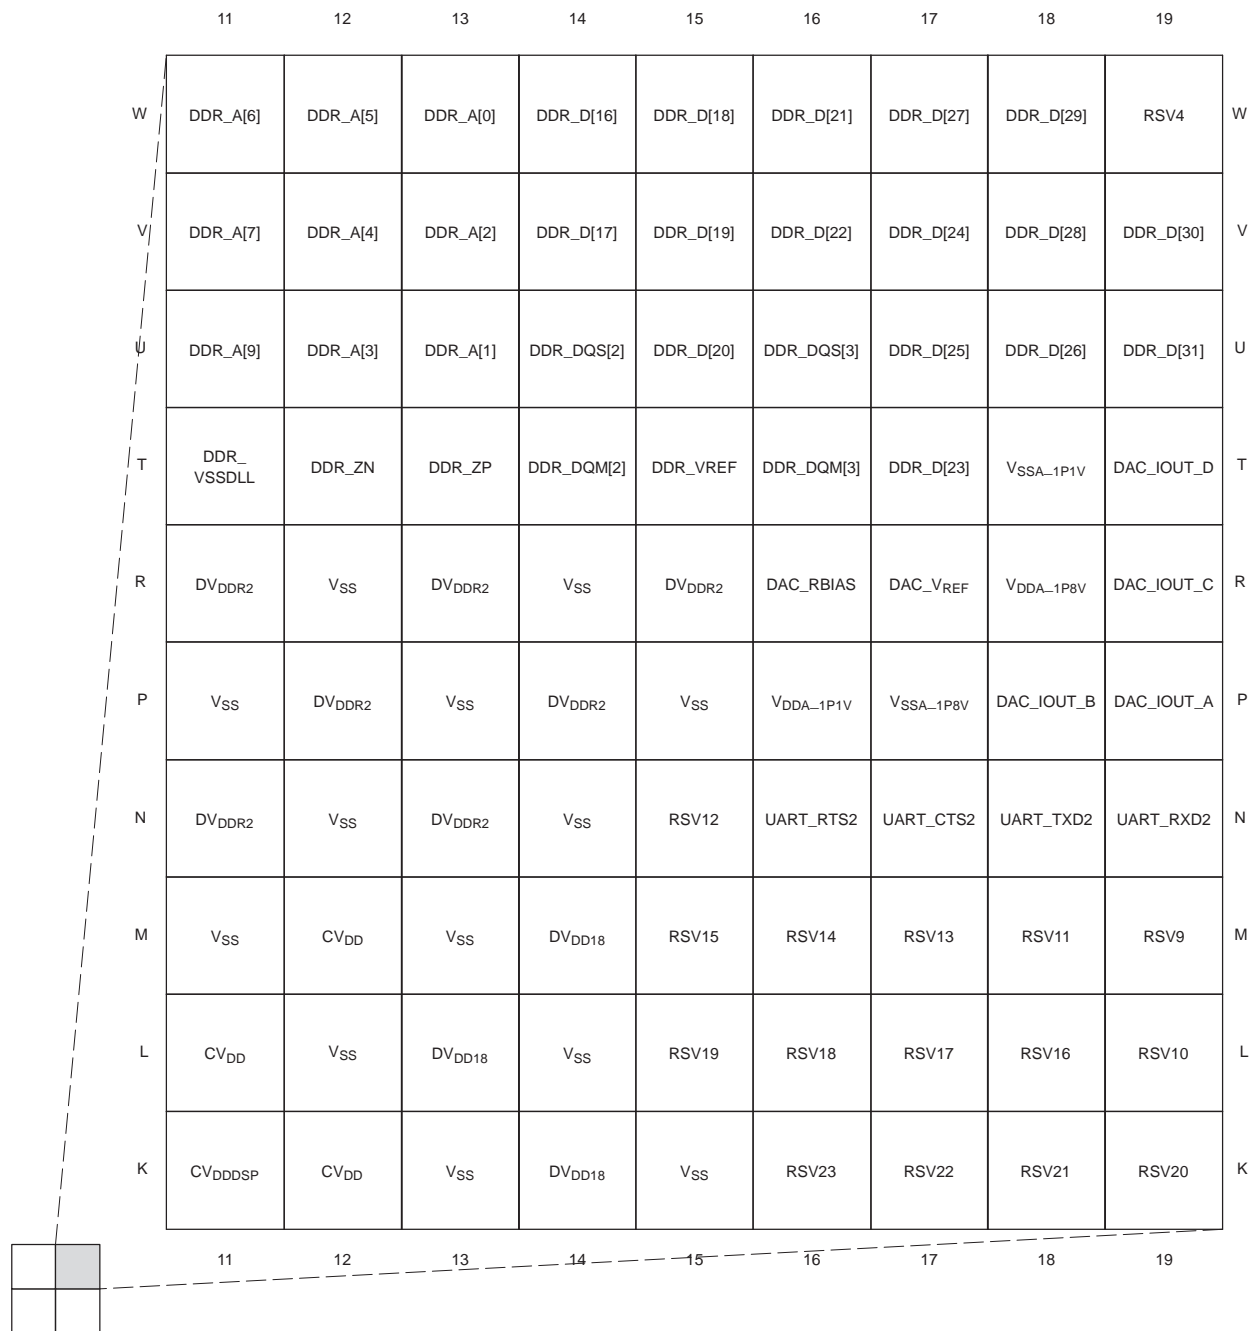 11 12 13 14 15 16 17 18 19
W DDR_A[6] DDR_A[5] DDR_A[0] DDR_D[16] DDR_D[18] DDR_D[21] DDR_D[27] DDR_D[29] RSV4 W
V DDR_A[7] DDR_A[4] DDR_A[2] DDR_D[17] DDR_D[19] DDR_D[22] DDR_D[24] DDR_D[28] DDR_D[30] V
U DDR_A[9] DDR_A[3] DDR_A[1] DDR_DQS[2] DDR_D[20] DDR_DQS[3] DDR_D[25] DDR_D[26] DDR_D[31] U
T DDR_
VSSDLL DDR_ZN DDR_ZP DDR_DQM[2] DDR_VREF DDR_DQM[3] DDR_D[23] VSSA_1P1V DAC_IOUT_D T
R DVDDR2 VSS DVDDR2 VSS DVDDR2 DAC_RBIAS DAC_VREF VDDA_1P8V DAC_IOUT_C R
P VSS DVDDR2 VSS DVDDR2 VSS VDDA_1P1V VSSA_1P8V DAC_IOUT_B DAC_IOUT_A P
N DVDDR2 VSS DVDDR2 VSS RSV12 UART_RTS2 UART_CTS2 UART_TXD2 UART_RXD2 N
M VSS CVDD VSS DVDD18 RSV15 RSV14 RSV13 RSV11 RSV9 M
L CVDD VSS DVDD18 VSS RSV19 RSV18 RSV17 RSV16 RSV10 L
K CVDDDSP CVDD VSS DVDD18 VSS RSV23 RSV22 RSV21 RSV20 K
11 12 13 14 15 16 17 18 19